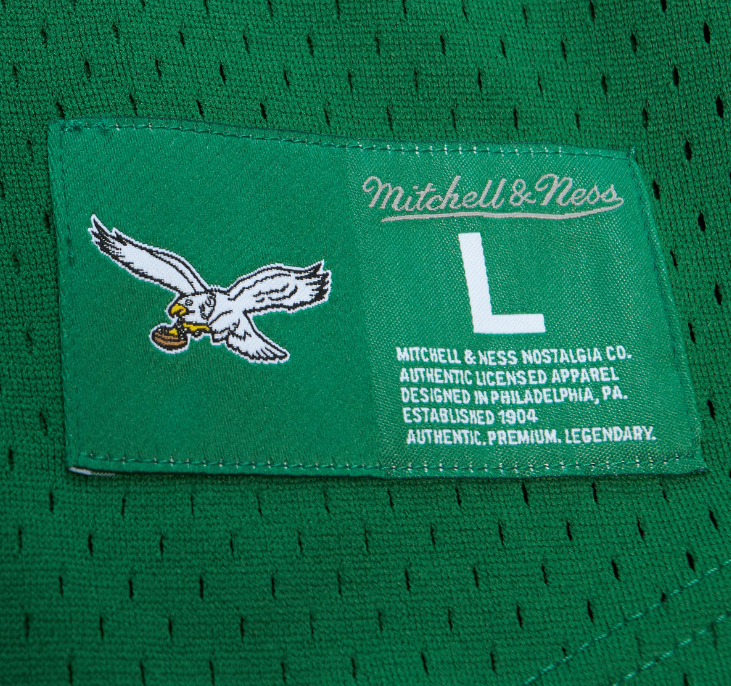 Mitchell & Ness
L
MITCHELL & NESS NOSTALGIA CO.
AUTHENTIC LICENSED APPAREL
DESIGNED IN PHILADELPHIA, PA.
ESTABLISHED 1904
AUTHENTIC. PREMIUM. LEGENDARY.